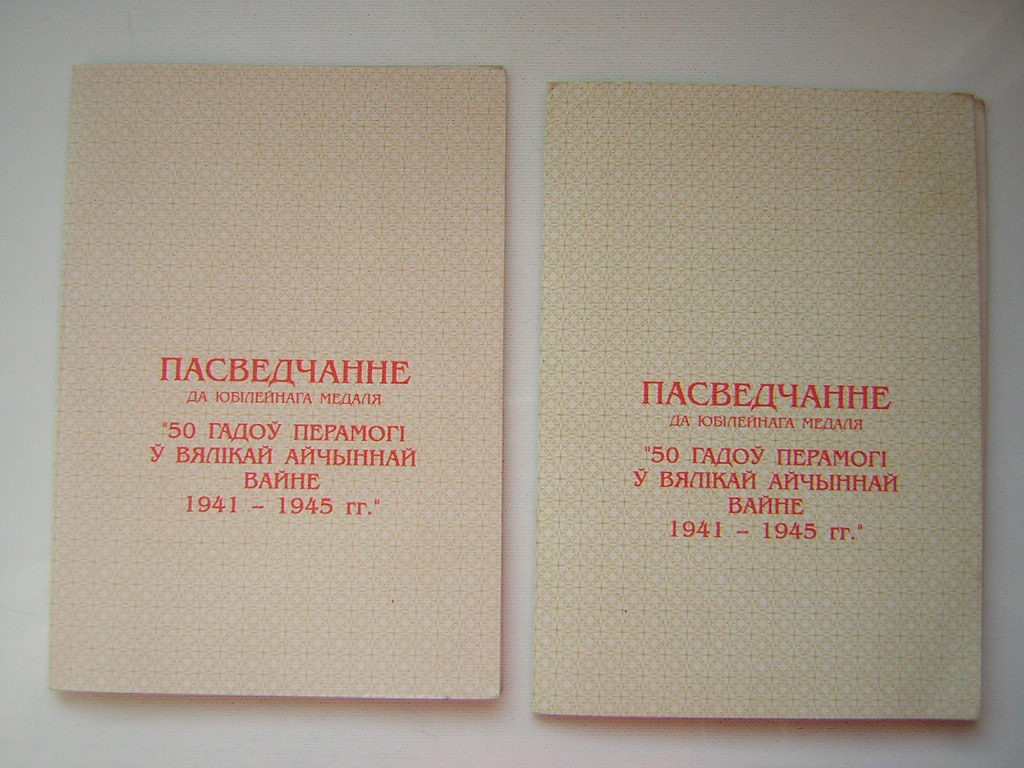 ПАСВЕДЧАННЕ
ДА ЮБІЛЕЙНАГА МЕДАЛЯ
"50 ГАДОЎ ПЕРАМОГІ
Ў ВЯЛІКАЙ АЙЧЫННАЙ
ВАЙНЕ
1941 – 1945 гг."
ПАСВЕДЧАННЕ
ДА ЮБІЛЕЙНАГА МЕДАЛЯ
"50 ГАДОЎ ПЕРАМОГІ
Ў ВЯЛІКАЙ АЙЧЫННАЙ
ВАЙНЕ
1941 – 1945 гг."